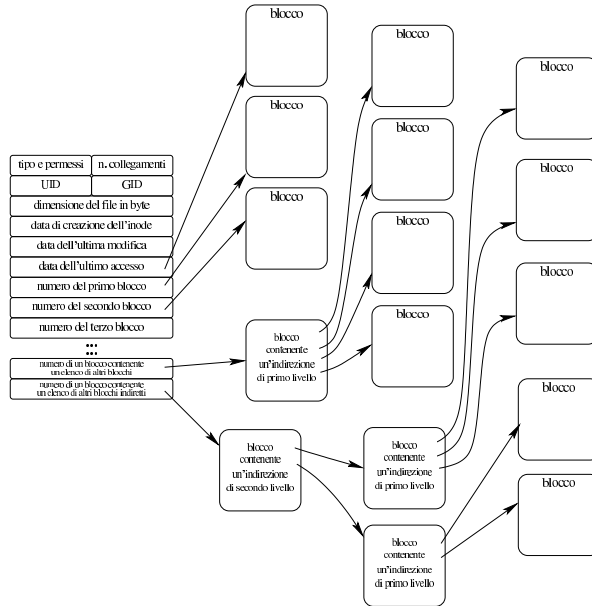 blocco
blocco
blocco
blocco
blocco
blocco
blocco
tipo e permessi
n. collegamenti
UID
GID
dimensione del file in byte
data di creazione dell'inode
data dell'ultima modifica
data dell'ultimo accesso
numero del primo blocco
numero del secondo blocco
numero del terzo blocco
...
...
numero di un blocco contenente
un elenco di altri blocchi
numero di un blocco contenente
un elenco di altri blocchi indiretti
blocco
blocco
blocco
blocco
contenente
un'indirezione
di primo livello
blocco
blocco
contenente
un'indirezione
di secondo livello
blocco
contenente
un'indirezione
di primo livello
blocco
blocco
contenente
un'indirezione
di primo livello